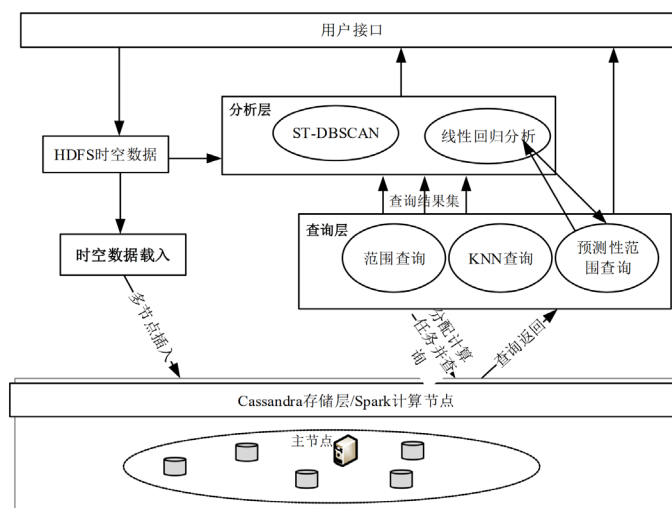 用户接口
分析层
ST-DBSCAN
线性回归分析
HDFS时空数据
查询结果集
查询层
时空数据载入
范围查询
KNN查询
预测性范
围查询
多节点插入
分配计算
任务并查
询
查询返回
Cassandra存储层/Spark计算节点
主节点